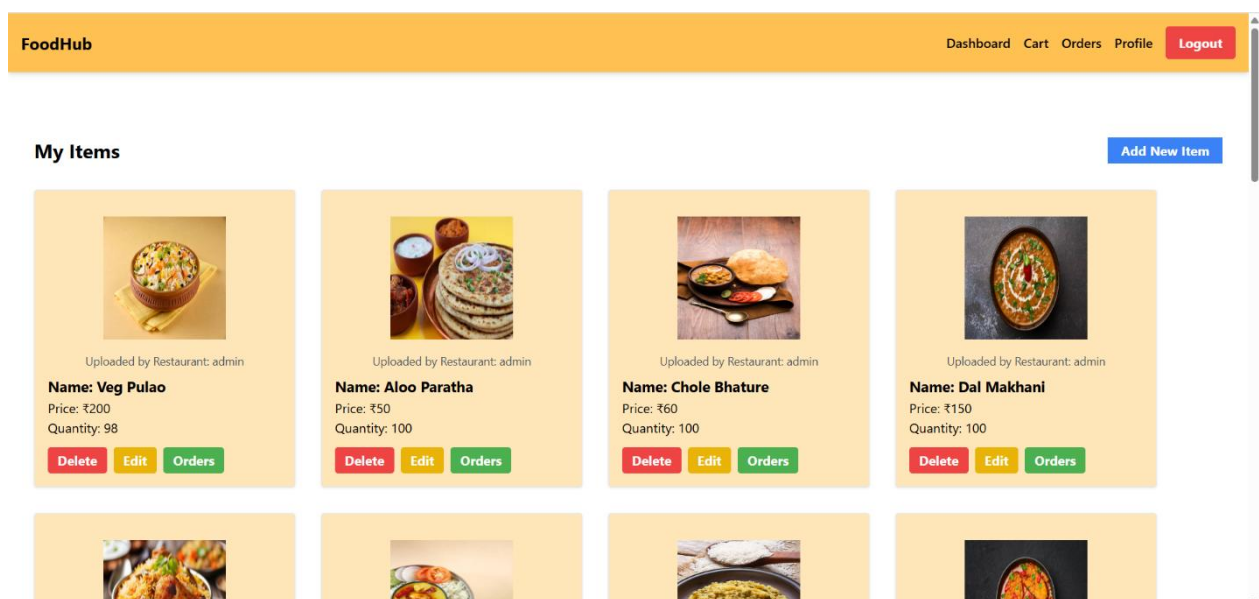 FoodHub
Dashboard Cart Orders Profile Logout
My Items
Add New Item
Uploaded by Restaurant: admin
Name: Veg Pulao
Price: ₹200
Quantity: 98
Delete Edit Orders
Uploaded by Restaurant: admin
Name: Aloo Paratha
Price: ₹50
Quantity: 100
Delete Edit Orders
Uploaded by Restaurant: admin
Name: Chole Bhature
Price: ₹60
Quantity: 100
Delete Edit Orders
Uploaded by Restaurant: admin
Name: Dal Makhani
Price: ₹150
Quantity: 100
Delete Edit Orders